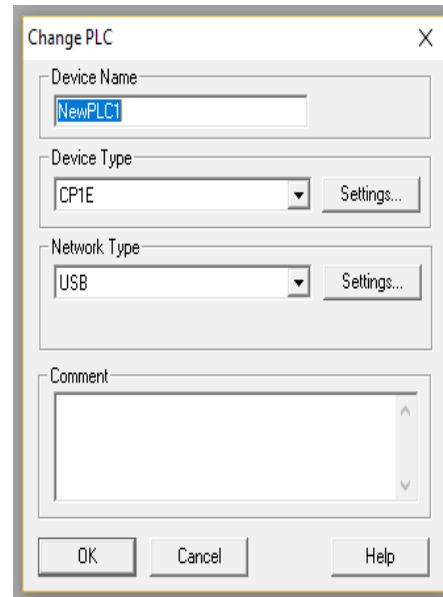 Change PLC
Device Name
NewPLC1
Device Type
CP1E
Settings...
Network Type
USB
Settings...
Comment
OK
Cancel
Help